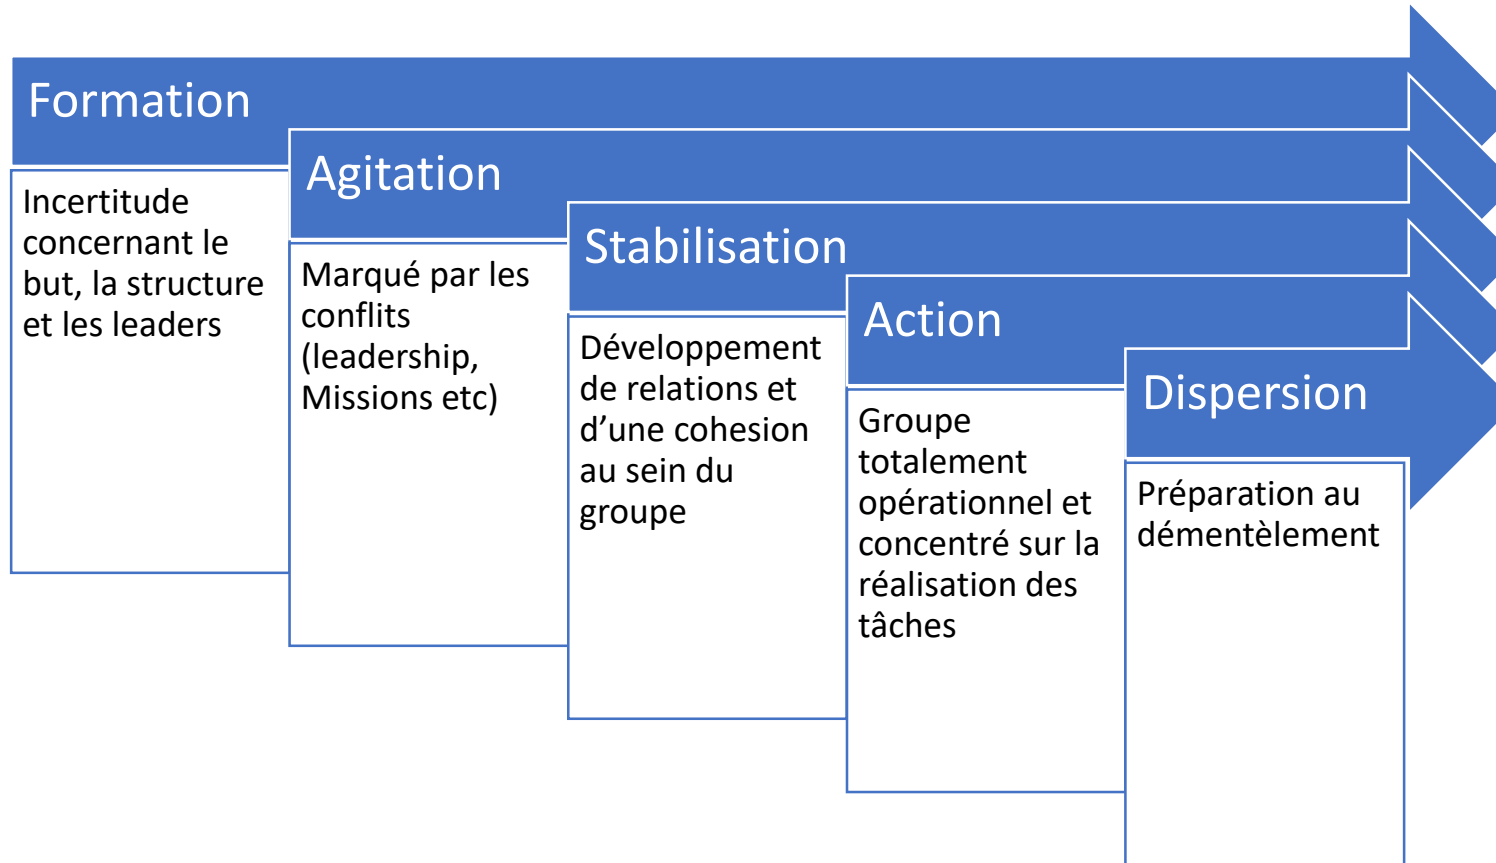 Formation
Incertitude
concernant le
but, la structure
et les leaders
Agitation
Marqué par les
conflits
(leadership,
Missions etc)
Stabilisation
Développement
de relations et
d’une cohesion
au sein du
groupe
Action
Groupe
totalement
opérationnel et
concentré sur la
réalisation des
tâches
Dispersion
Préparation au
démentèlement